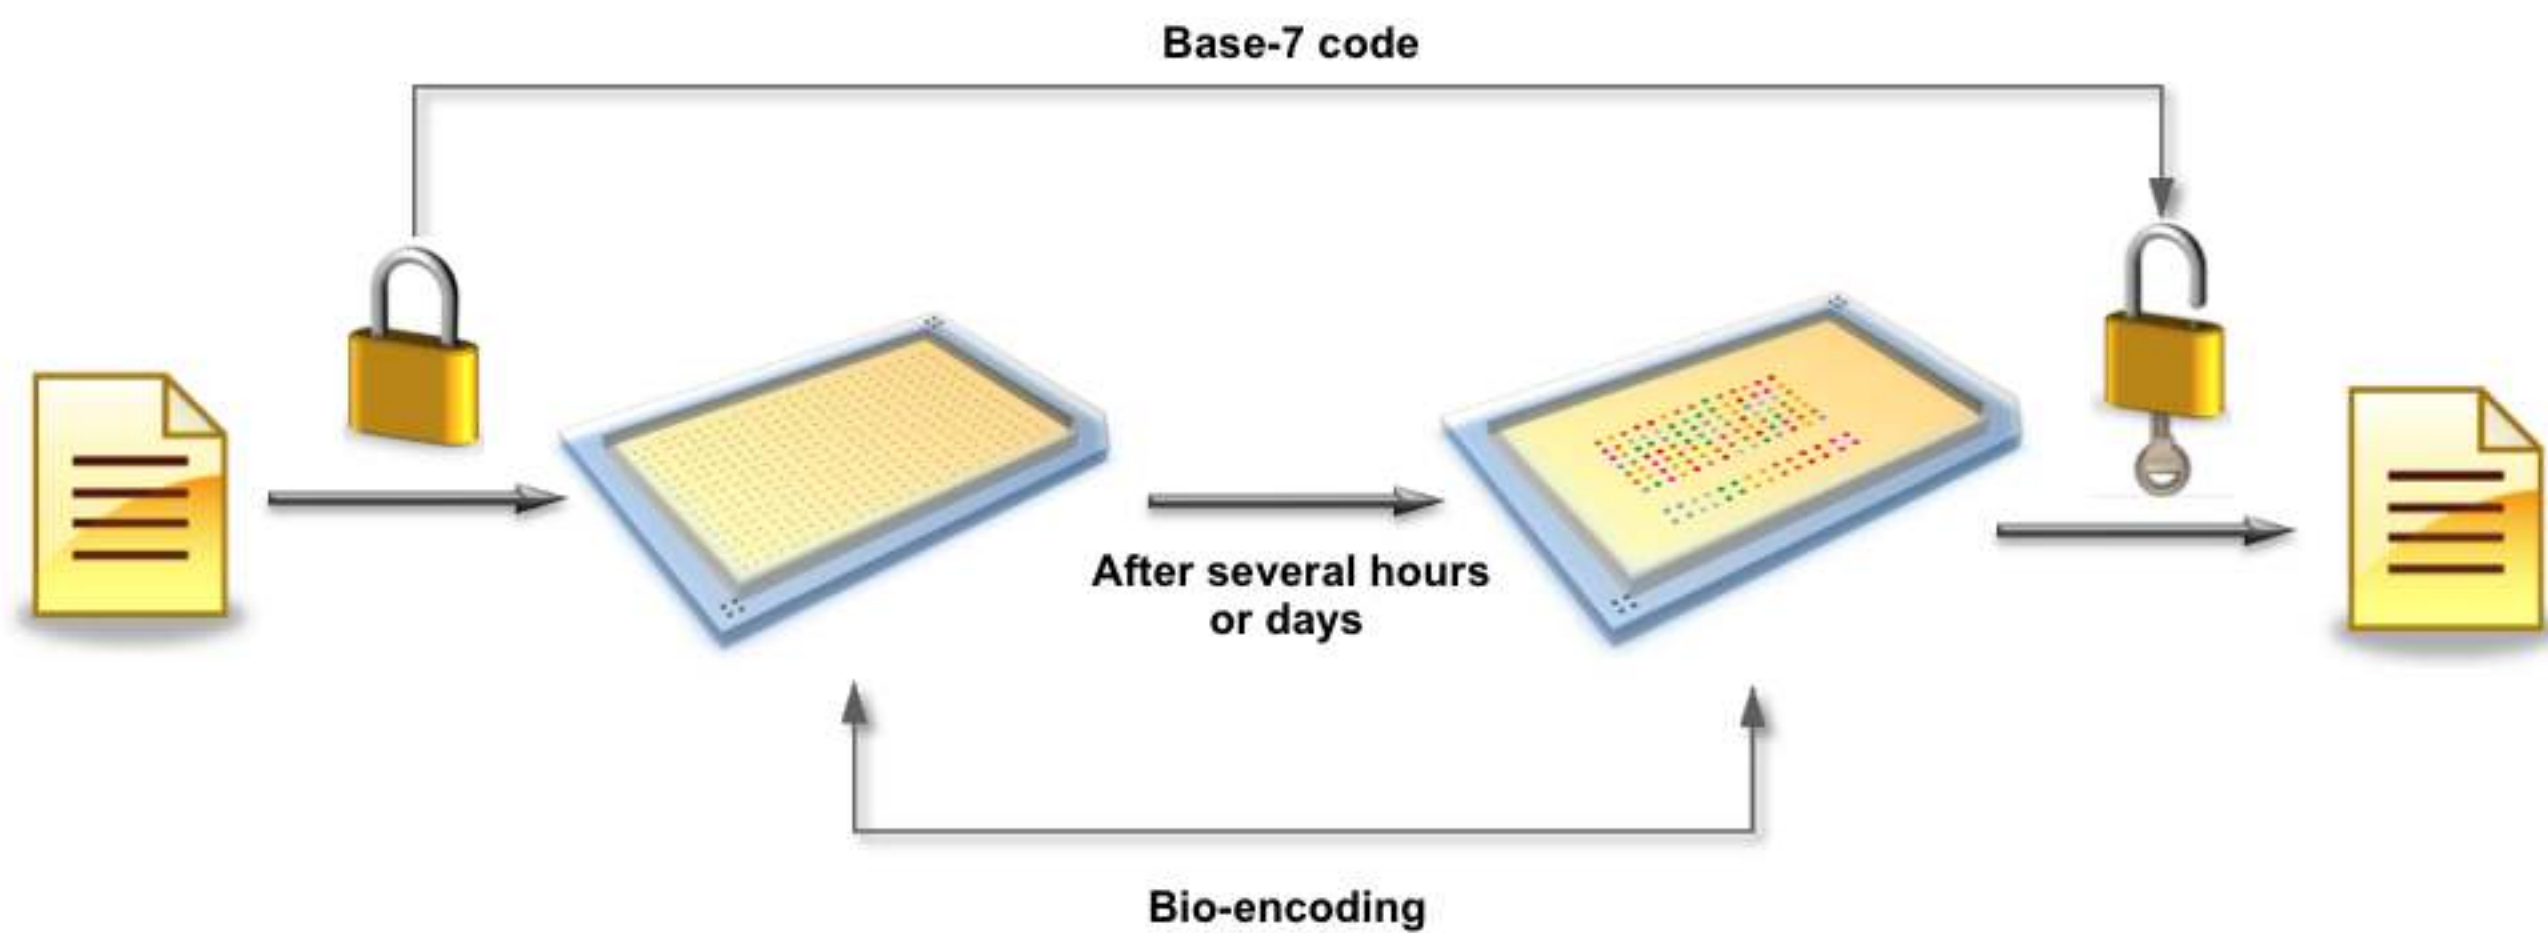 Base-7 code
After several hours
or days
Bio-encoding